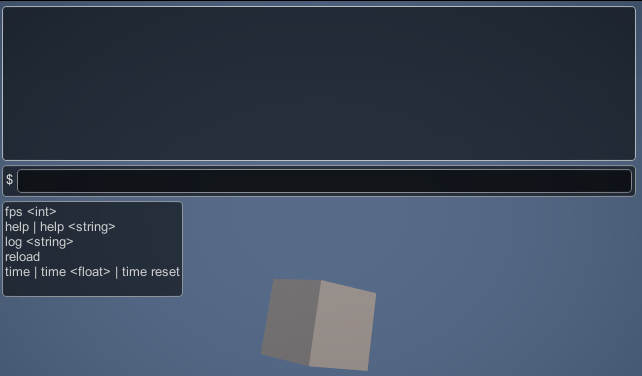 $
fps <int>
help | help <string>
log <string>
reload
time | time <float> | time reset